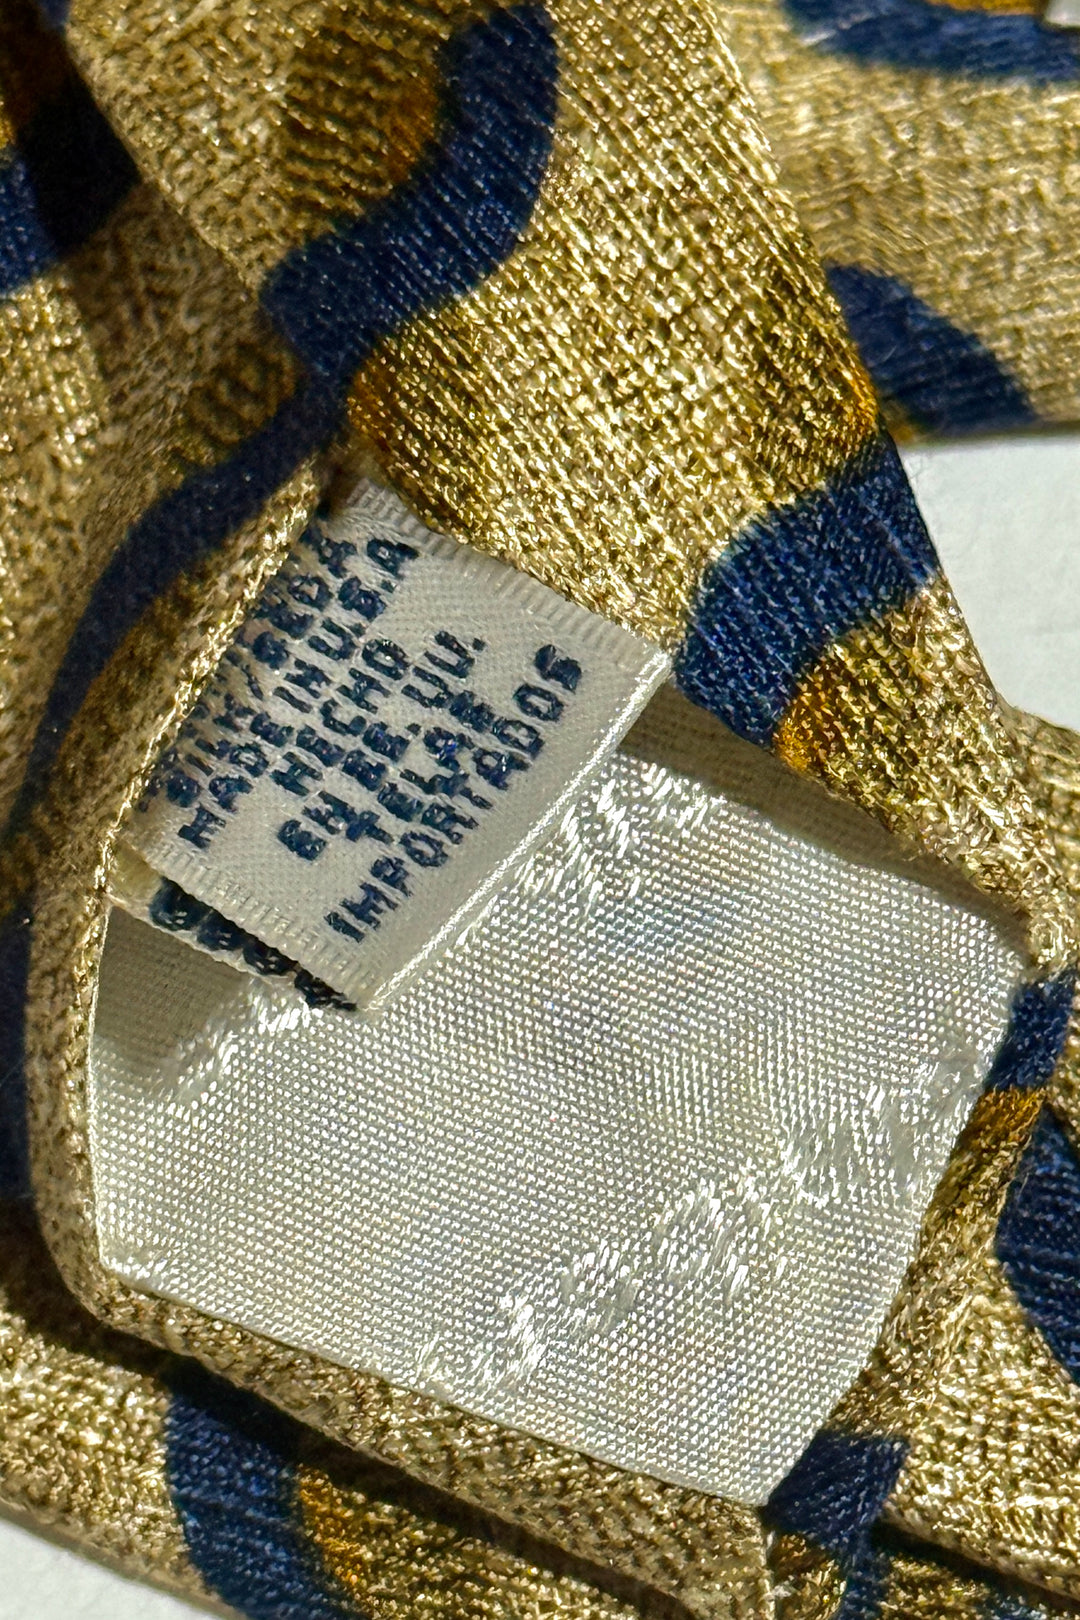 SILK/SEDA
MADE IN U.S.A
HECHO
EN EE.UU.
TELAS
IMPORTADOS